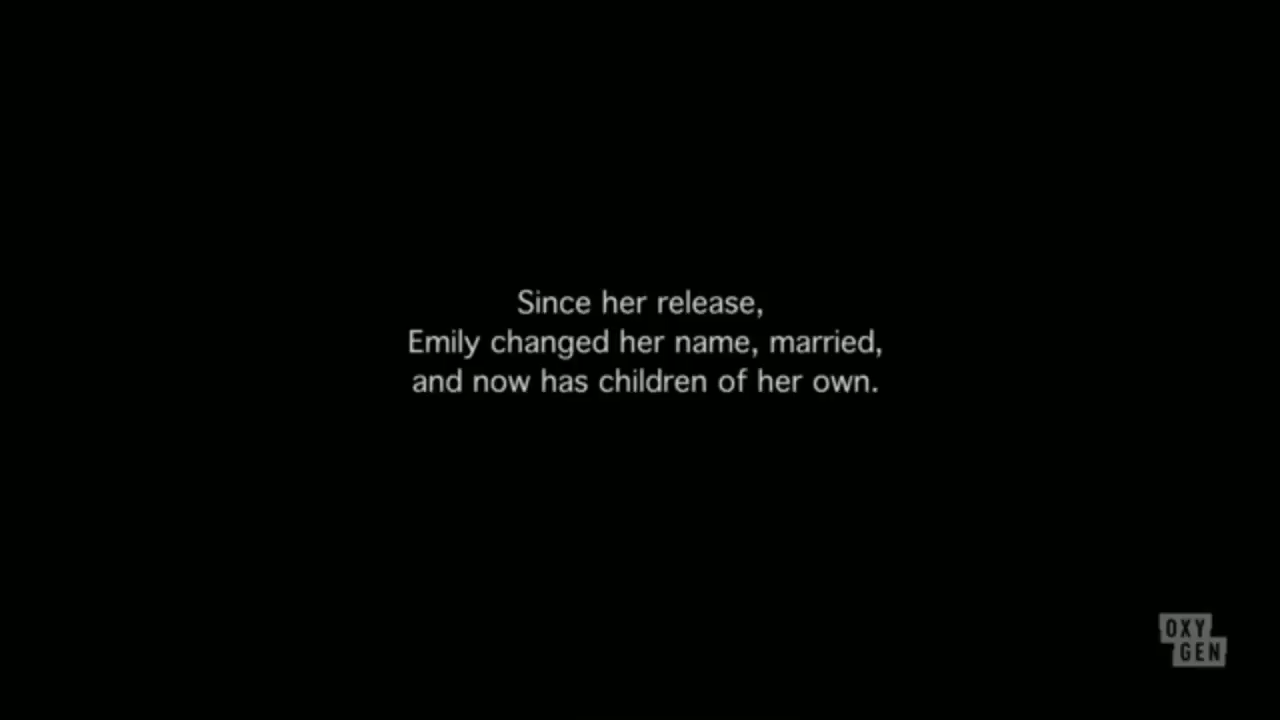 Since her release,
Emily changed her name, married,
and now has children of her own.
OXY
GEN